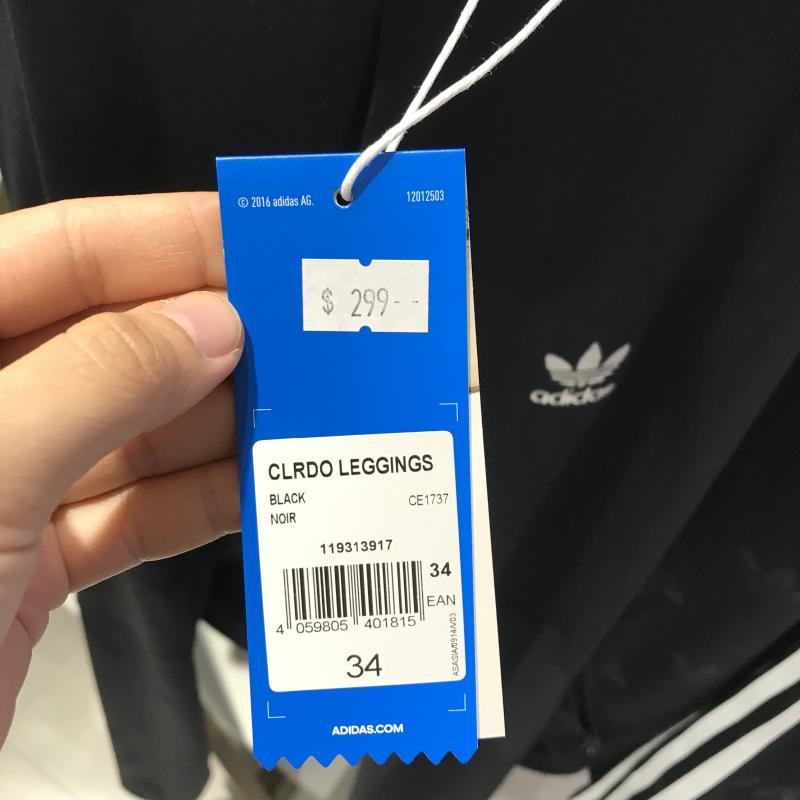 © 2016 adidas AG.
12012503
$ 299--
CLRDO LEGGINGS
BLACK
CE1737
NOIR
119313917
34
EAN
4 059805 401815
ASASIA/0914/V03
34
ADIDAS.COM
adidas